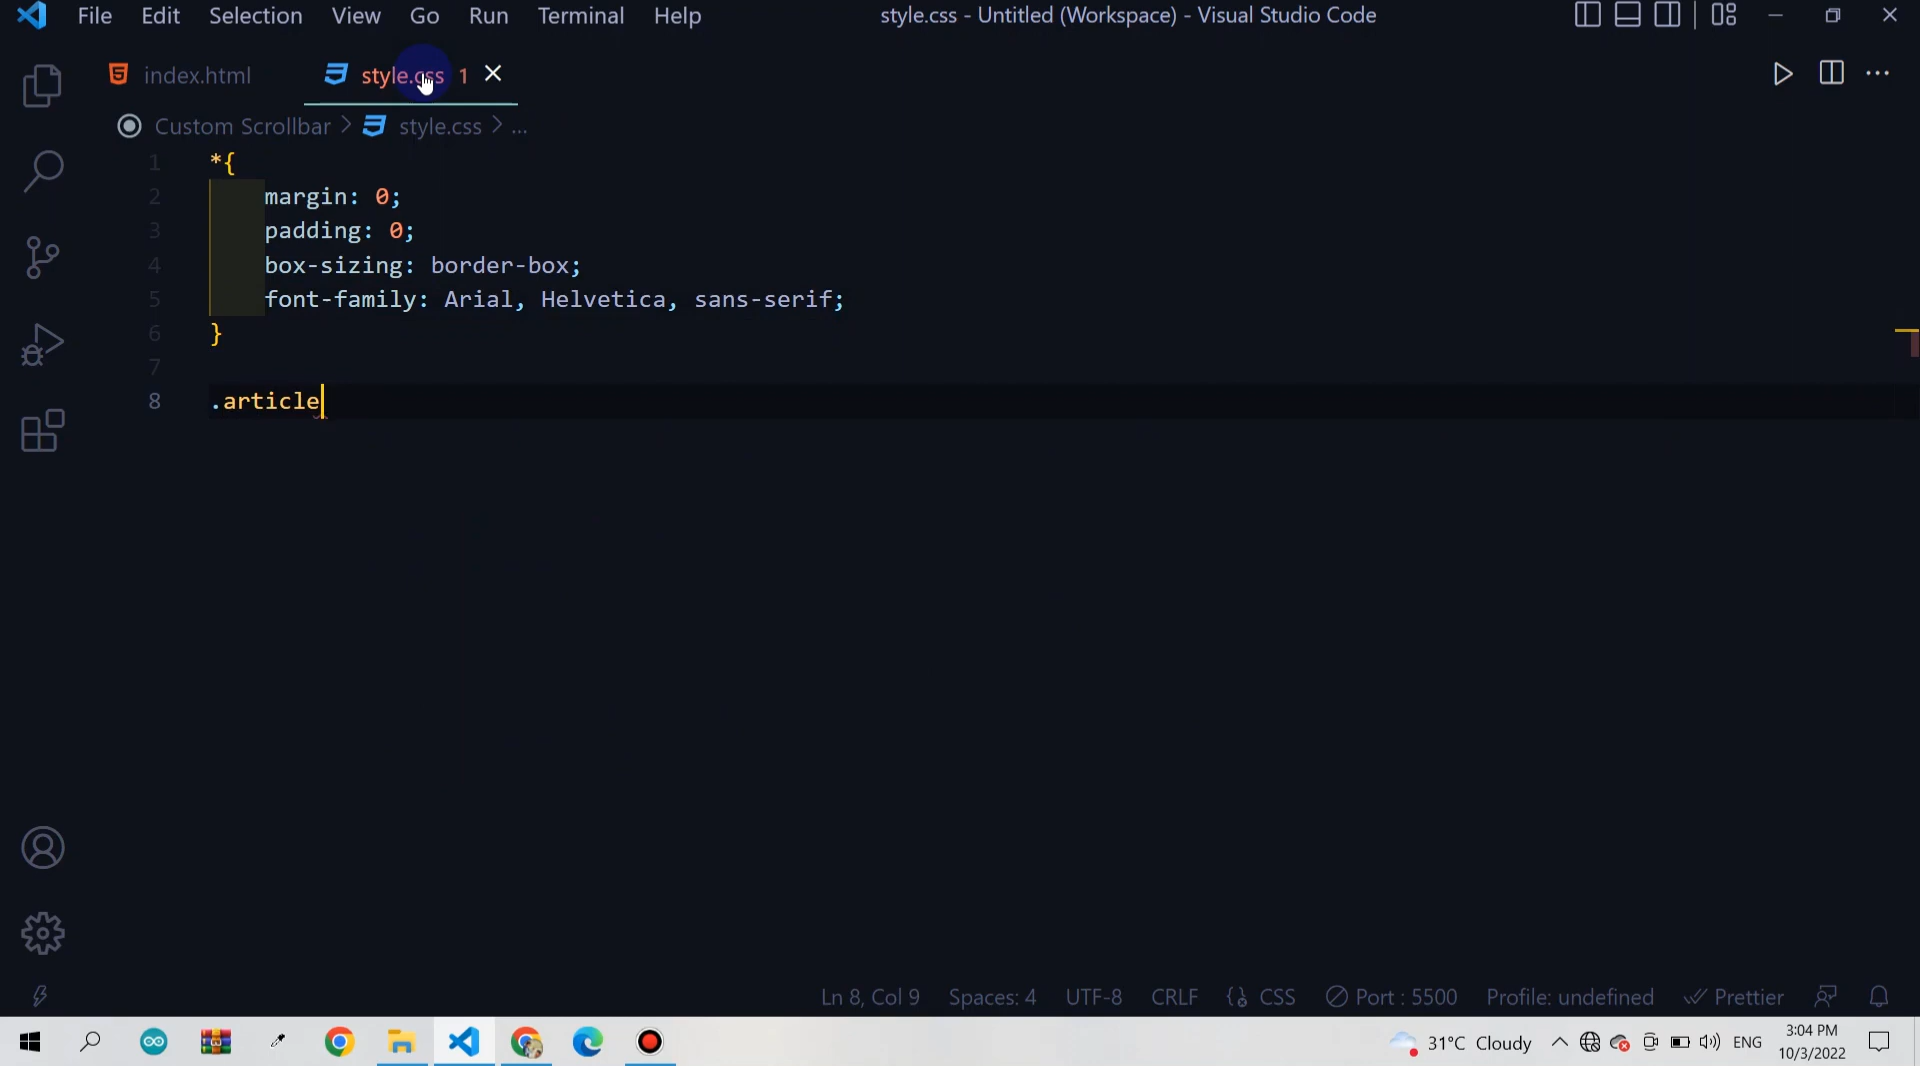 File Edit Selection View Go Run Terminal Help style.css - Untitled (Workspace) - Visual Studio Code
index.html style.css 1
Custom Scrollbar > style.css > ...
1 *{
2 margin: 0;
3 padding: 0;
4 box-sizing: border-box;
5 font-family: Arial, Helvetica, sans-serif;
6 }
7
8 .article
Ln 8, Col 9 Spaces: 4 UTF-8 CRLF CSS Port : 5500 Profile: undefined Prettier
31°C Cloudy ENG 3:04 PM
10/3/2022